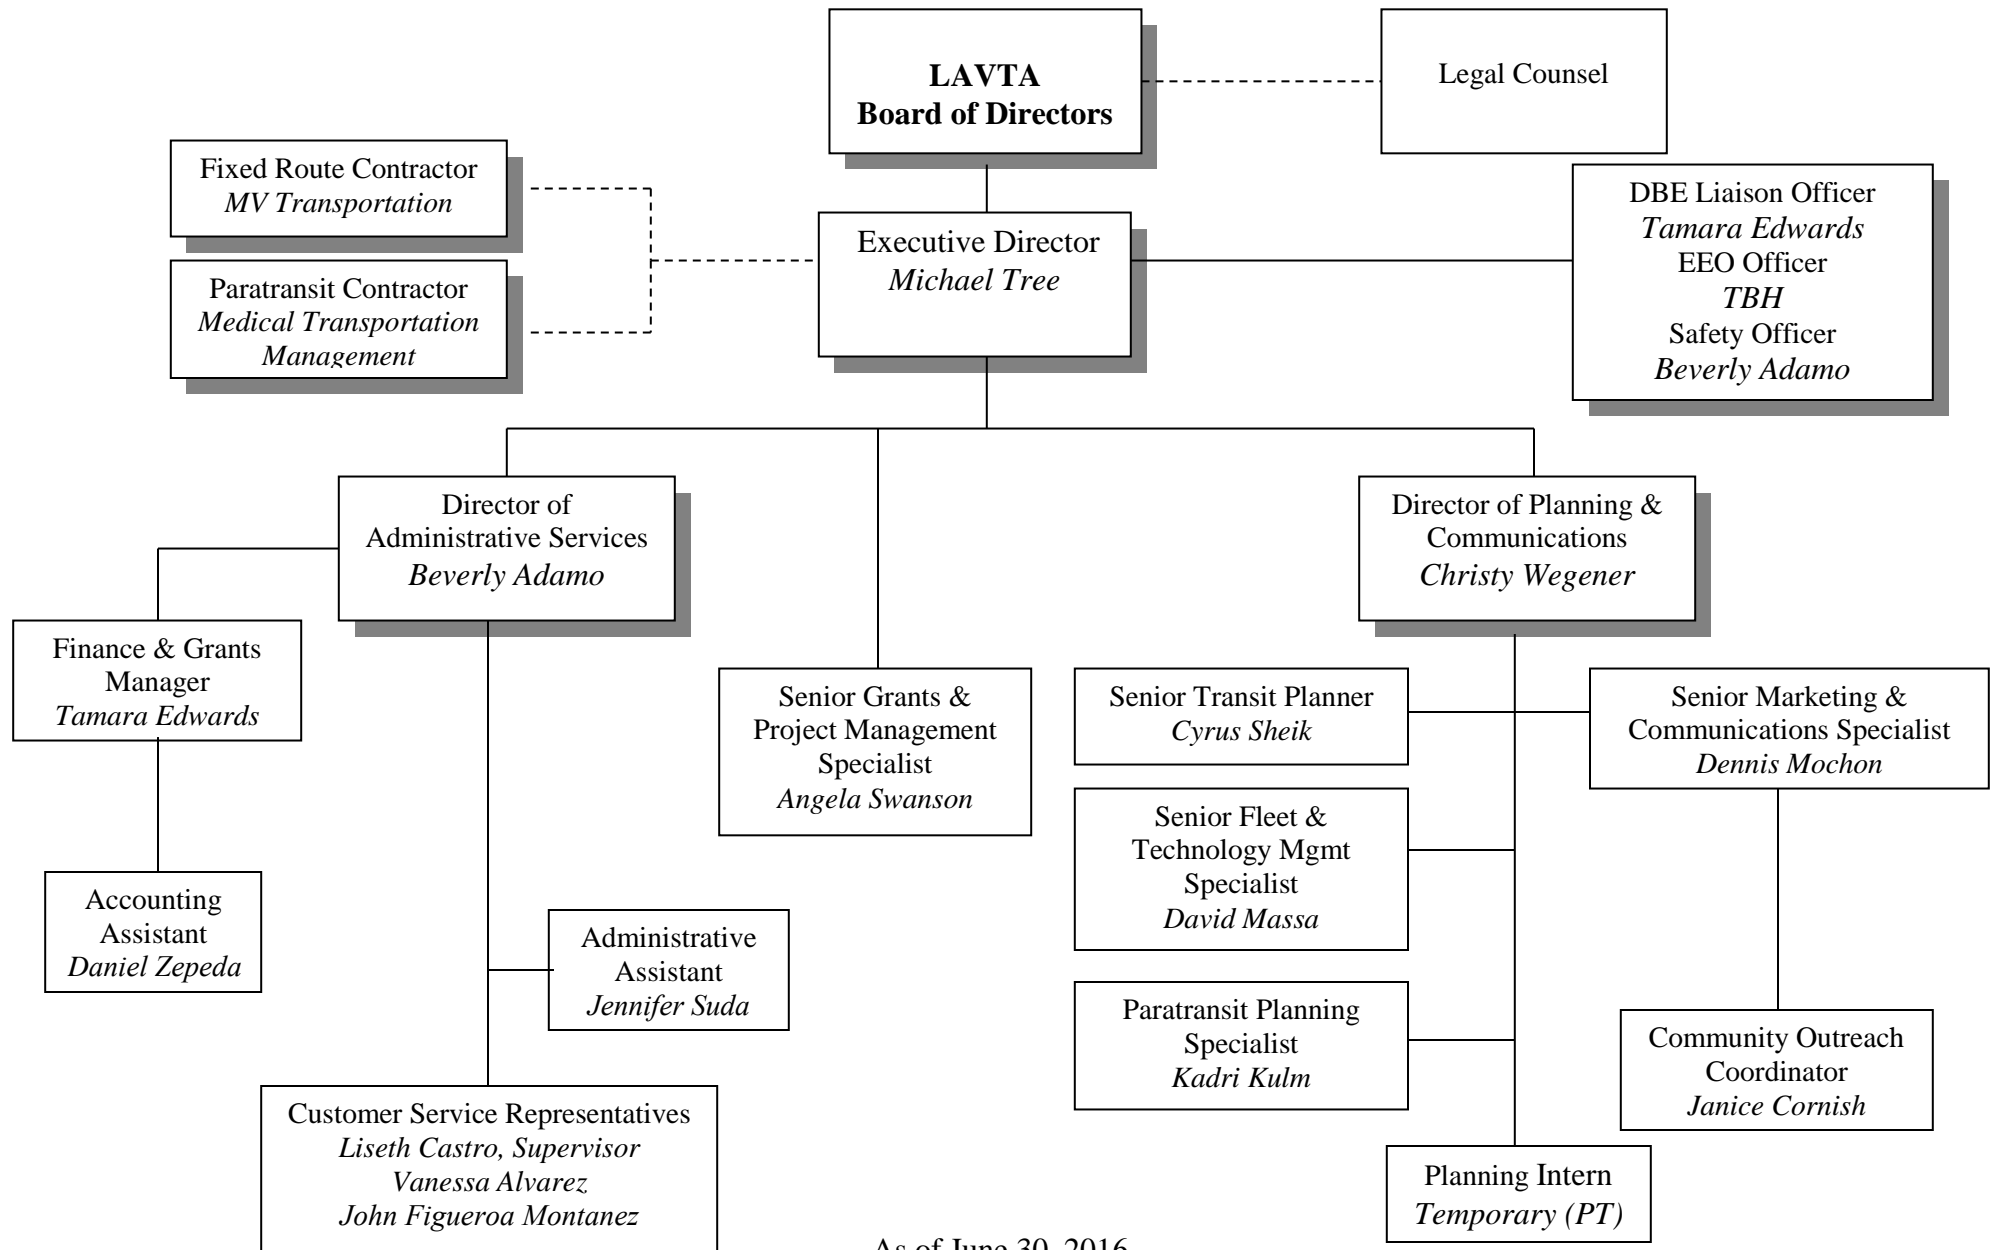 LAVTA
Board of Directors
Legal Counsel
Fixed Route Contractor
MV Transportation
Paratransit Contractor
Medical Transportation
Management
Executive Director
Michael Tree
DBE Liaison Officer
Tamara Edwards
EEO Officer
TBH
Safety Officer
Beverly Adamo
Director of
Administrative Services
Beverly Adamo
Director of Planning &
Communications
Christy Wegener
Finance & Grants
Manager
Tamara Edwards
Senior Grants &
Project Management
Specialist
Angela Swanson
Senior Transit Planner
Cyrus Sheik
Senior Marketing &
Communications Specialist
Dennis Mochon
Senior Fleet &
Technology Mgmt
Specialist
David Massa
Accounting
Assistant
Daniel Zepeda
Administrative
Assistant
Jennifer Suda
Paratransit Planning
Specialist
Kadri Kulm
Community Outreach
Coordinator
Janice Cornish
Customer Service Representatives
Liseth Castro, Supervisor
Vanessa Alvarez
John Figueroa Montanez
Planning Intern
Temporary (PT)
As of June 30, 2016